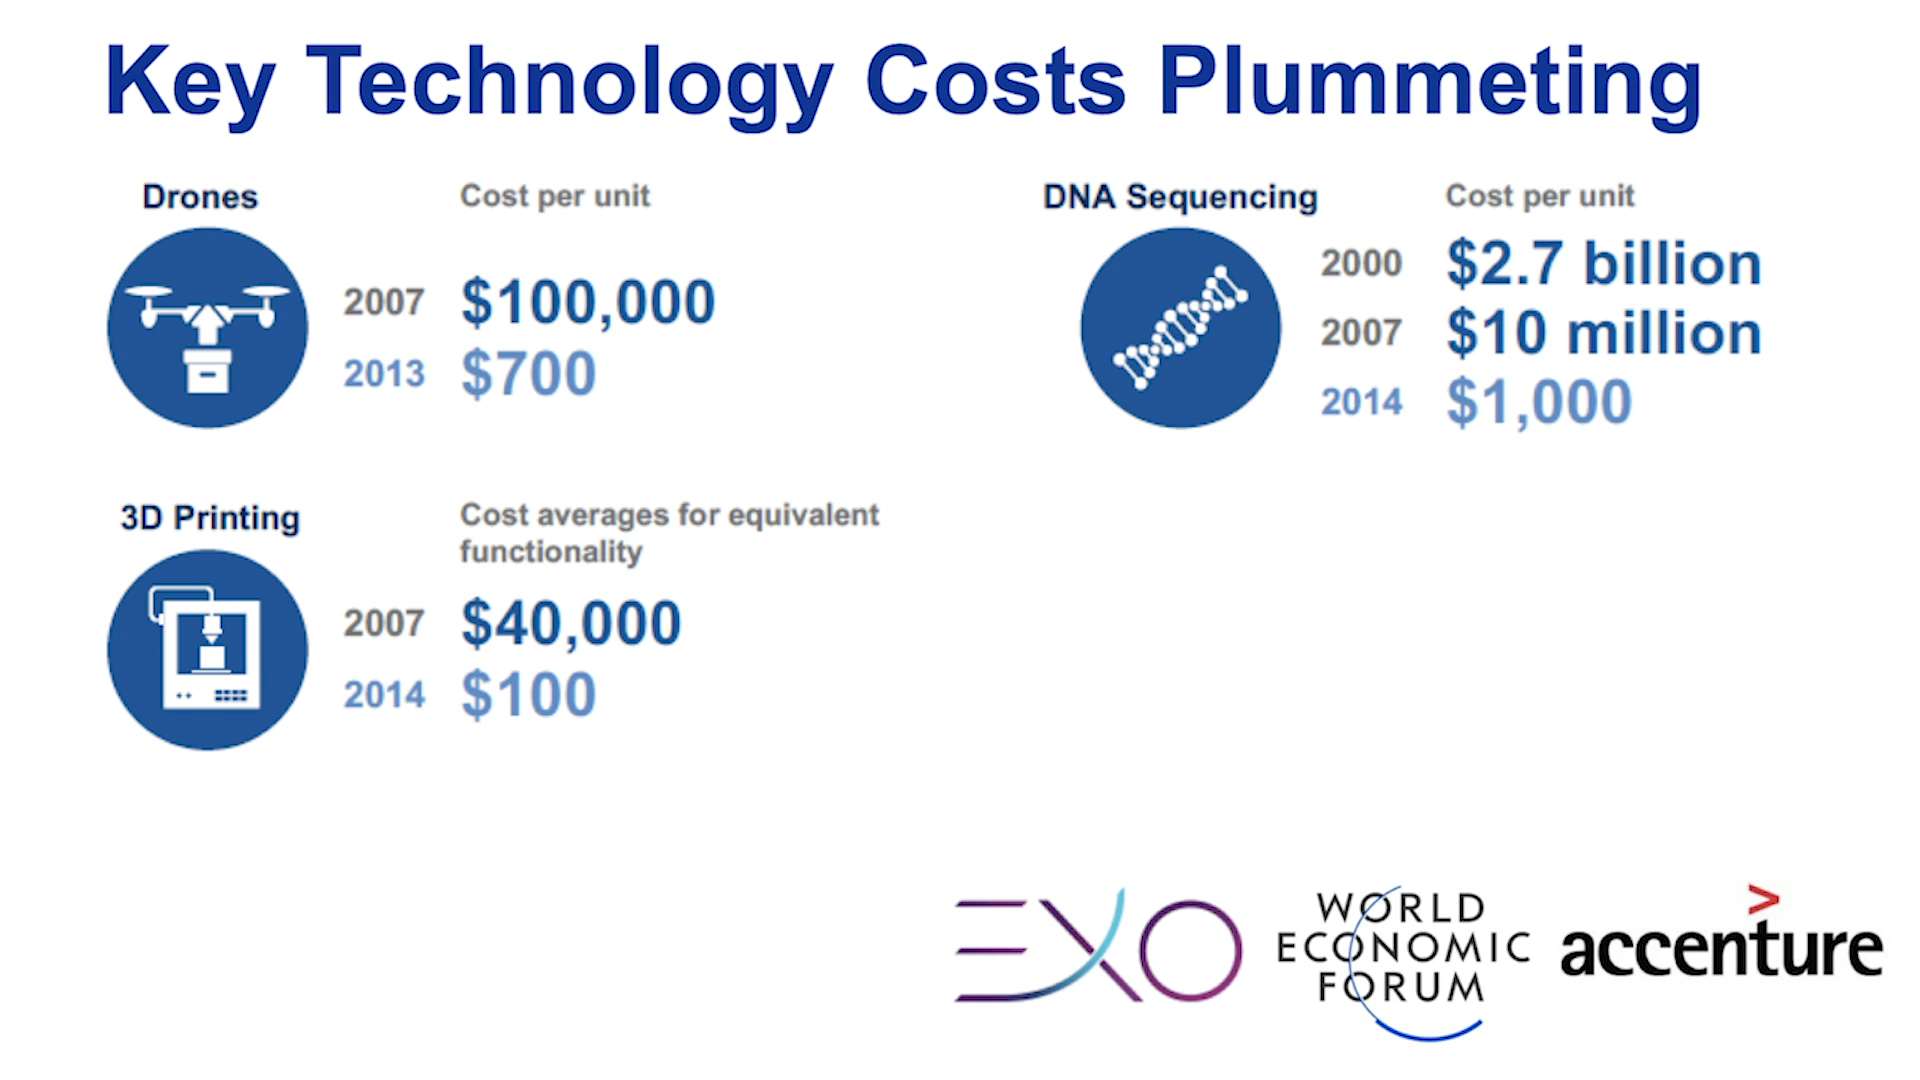 Key Technology Costs Plummeting
Drones
Cost per unit
2007 $100,000
2013 $700
DNA Sequencing
Cost per unit
2000 $2.7 billion
2007 $10 million
2014 $1,000
3D Printing
Cost averages for equivalent
functionality
2007 $40,000
2014 $100
EXO
WORLD
ECONOMIC
FORUM
>
accenture